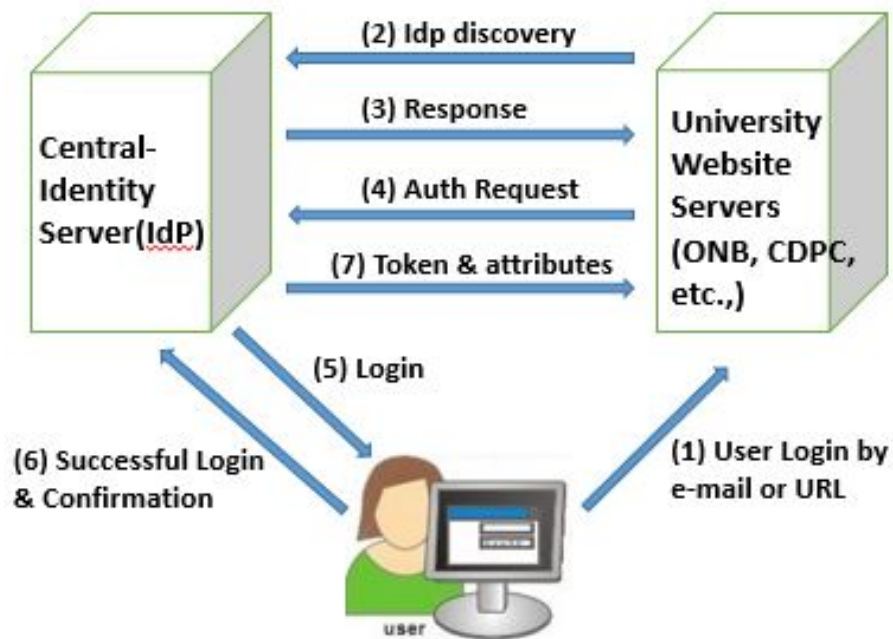 (2) Idp discovery
(3) Response
(4) Auth Request
(7) Token & attributes
Central-
Identity
Server(IdP)
University
Website
Servers
(ONB, CDPC,
etc.,)
(5) Login
(6) Successful Login
& Confirmation
(1) User Login by
e-mail or URL
user